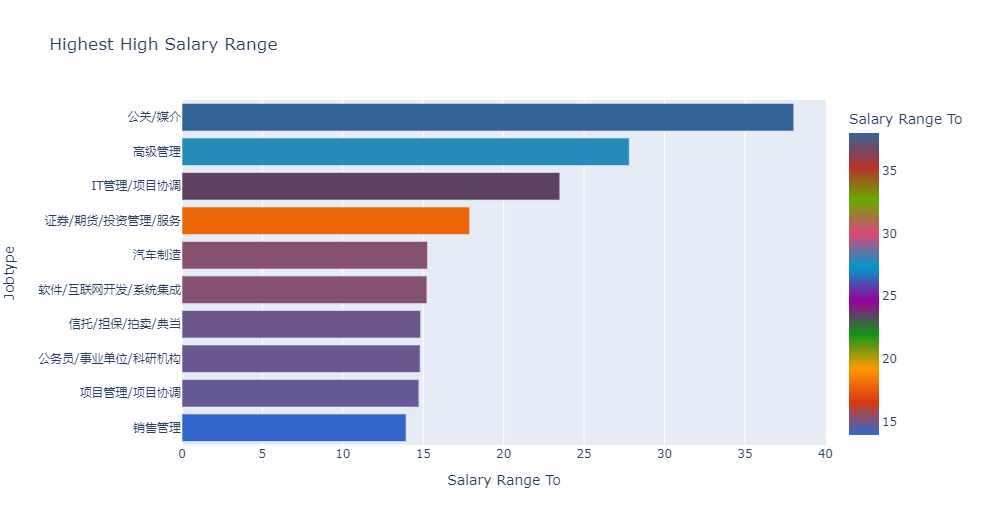 Highest High Salary Range
Jobtype
公关/媒介
高级管理
IT管理/项目协调
证券/期货/投资管理/服务
汽车制造
软件/互联网开发/系统集成
信托/担保/拍卖/典当
公务员/事业单位/科研机构
项目管理/项目协调
销售管理
0 5 10 15 20 25 30 35 40
Salary Range To
Salary Range To
35
30
25
20
15